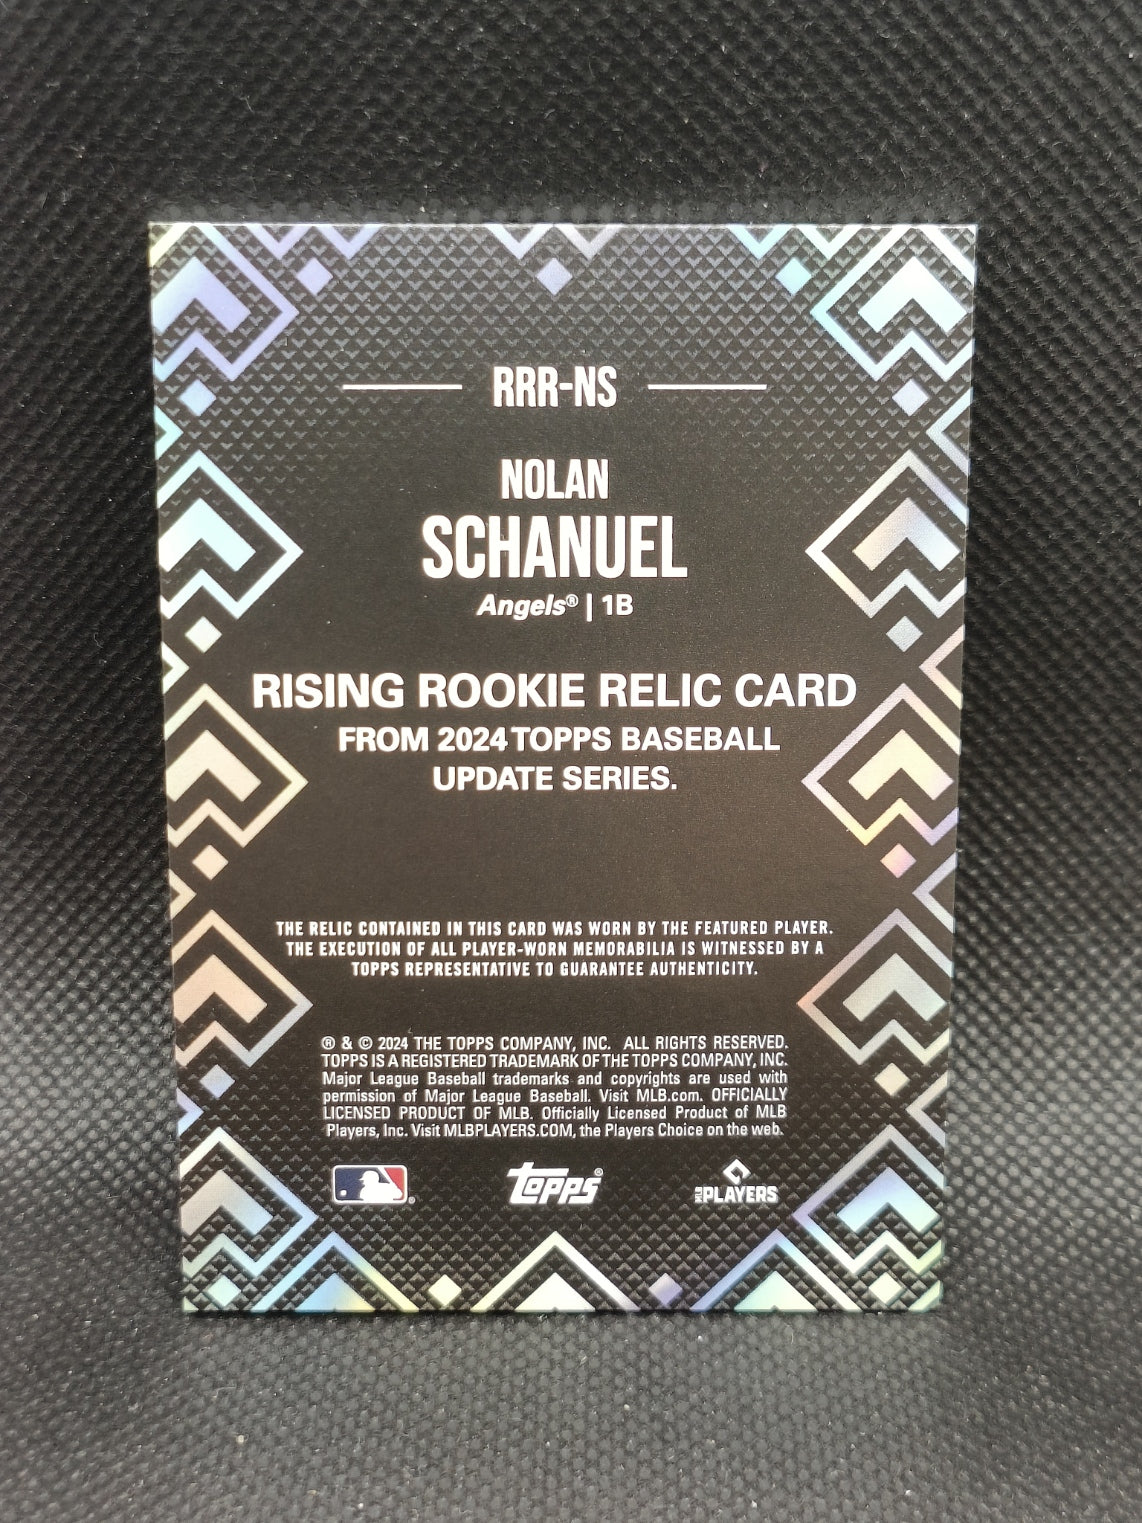 RRR-NS
NOLAN
SCHANUEL
Angels® | 1B
RISING ROOKIE RELIC CARD
FROM 2024 TOPPS BASEBALL
UPDATE SERIES.
THE RELIC CONTAINED IN THIS CARD WAS WORN BY THE FEATURED PLAYER.
THE EXECUTION OF ALL PLAYER-WORN MEMORABILIA IS WITNESSED BY A
TOPPS REPRESENTATIVE TO GUARANTEE AUTHENTICITY.
® & © 2024 THE TOPPS COMPANY, INC. ALL RIGHTS RESERVED.
TOPPS IS A REGISTERED TRADEMARK OF THE TOPPS COMPANY, INC.
Major League Baseball trademarks and copyrights are used with
permission of Major League Baseball. Visit MLB.com. OFFICIALLY
LICENSED PRODUCT OF MLB. Officially Licensed Product of MLB
Players, Inc. Visit MLBPLAYERS.COM, the Players Choice on the web.
® Topps® MLB PLAYERS